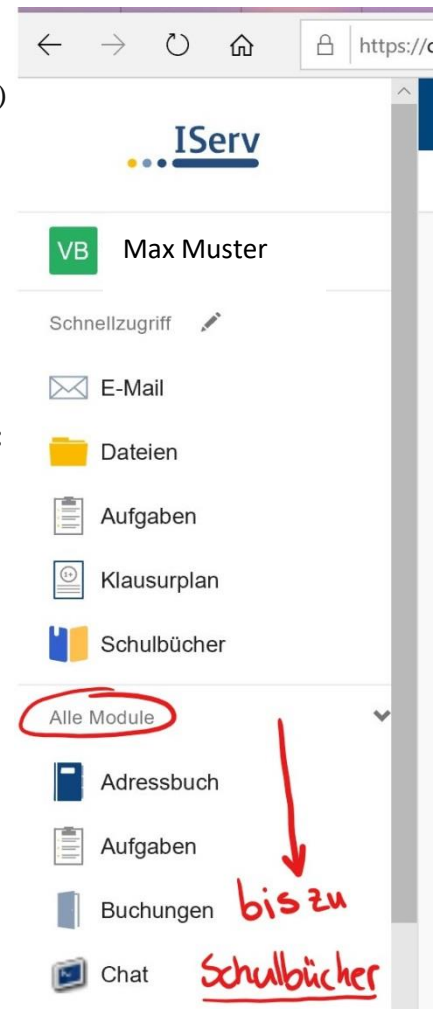 https://
IServ
VB Max Muster
Schnellzugriff
E-Mail
Dateien
Aufgaben
Klausurplan
Schulbücher
Alle Module
Adressbuch
Aufgaben
Buchungen
bis zu
Chat
Schulbücher